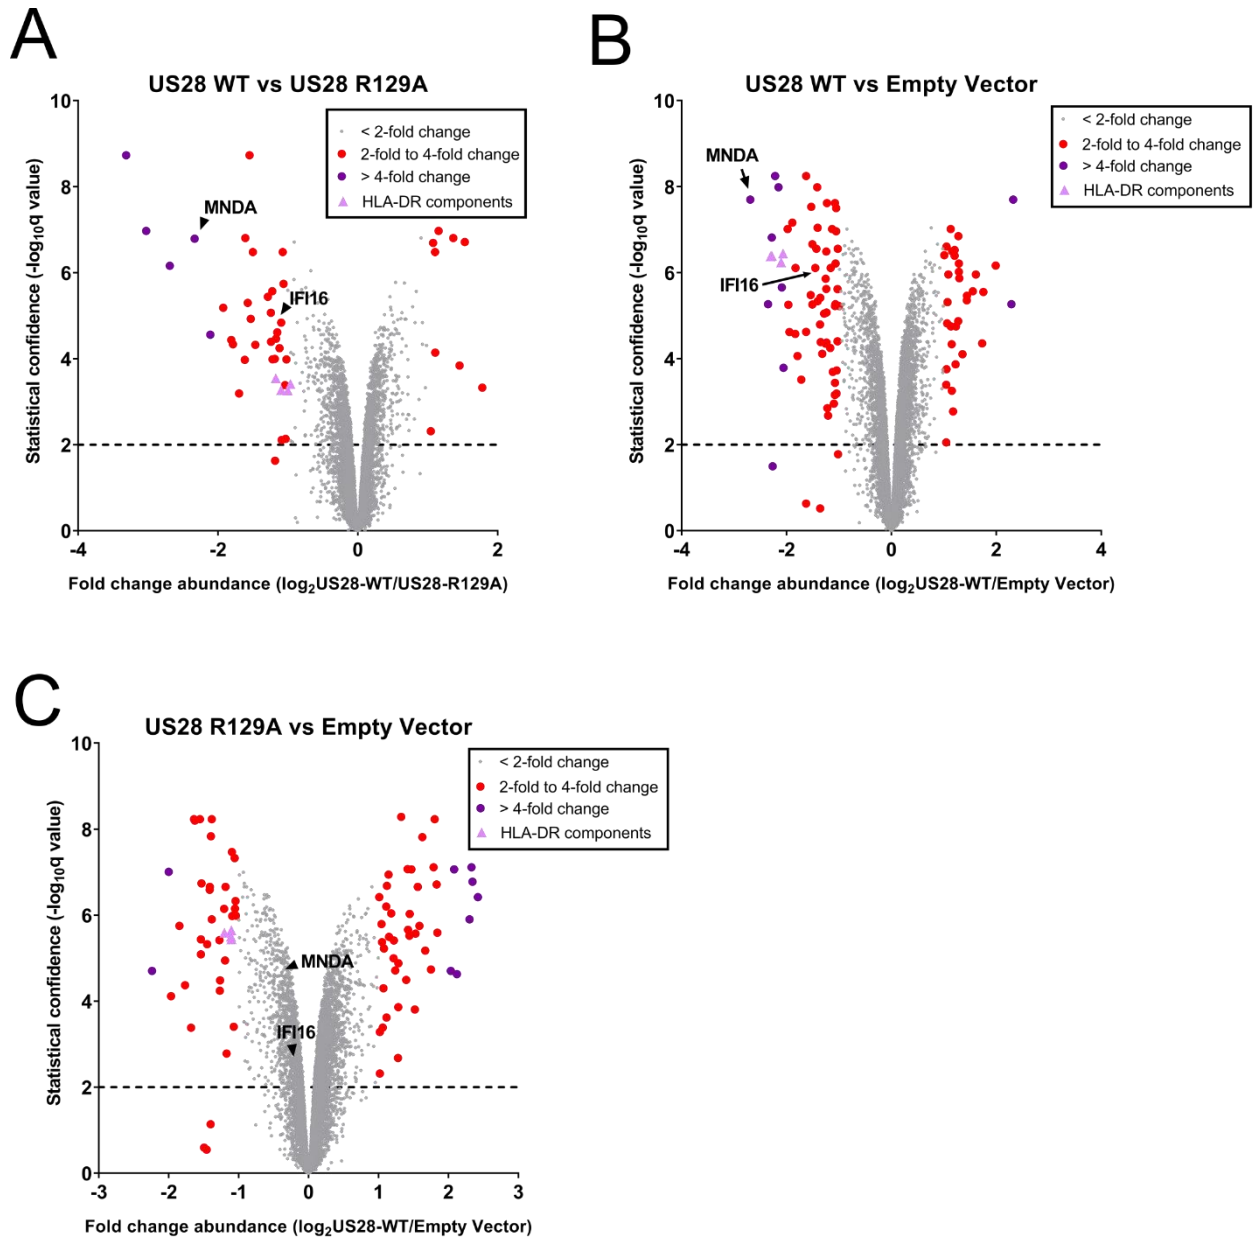 A
US28 WT vs US28 R129A
< 2-fold change
2-fold to 4-fold change
> 4-fold change
HLA-DR components
MNDA
IFI16
10
8
6
4
2
0
-4
-2
0
2
Statistical confidence (-log10q value)
Fold change abundance (log2US28-WT/US28-R129A)
B
US28 WT vs Empty Vector
< 2-fold change
2-fold to 4-fold change
> 4-fold change
HLA-DR components
MNDA
IFI16
10
8
6
4
2
0
-4
-2
0
2
4
Statistical confidence (-log10q value)
Fold change abundance (log2US28-WT/Empty Vector)
C
US28 R129A vs Empty Vector
< 2-fold change
2-fold to 4-fold change
> 4-fold change
HLA-DR components
MNDA
IFI16
10
8
6
4
2
0
-3
-2
-1
0
1
2
3
Statistical confidence (-log10q value)
Fold change abundance (log2US28-WT/Empty Vector)